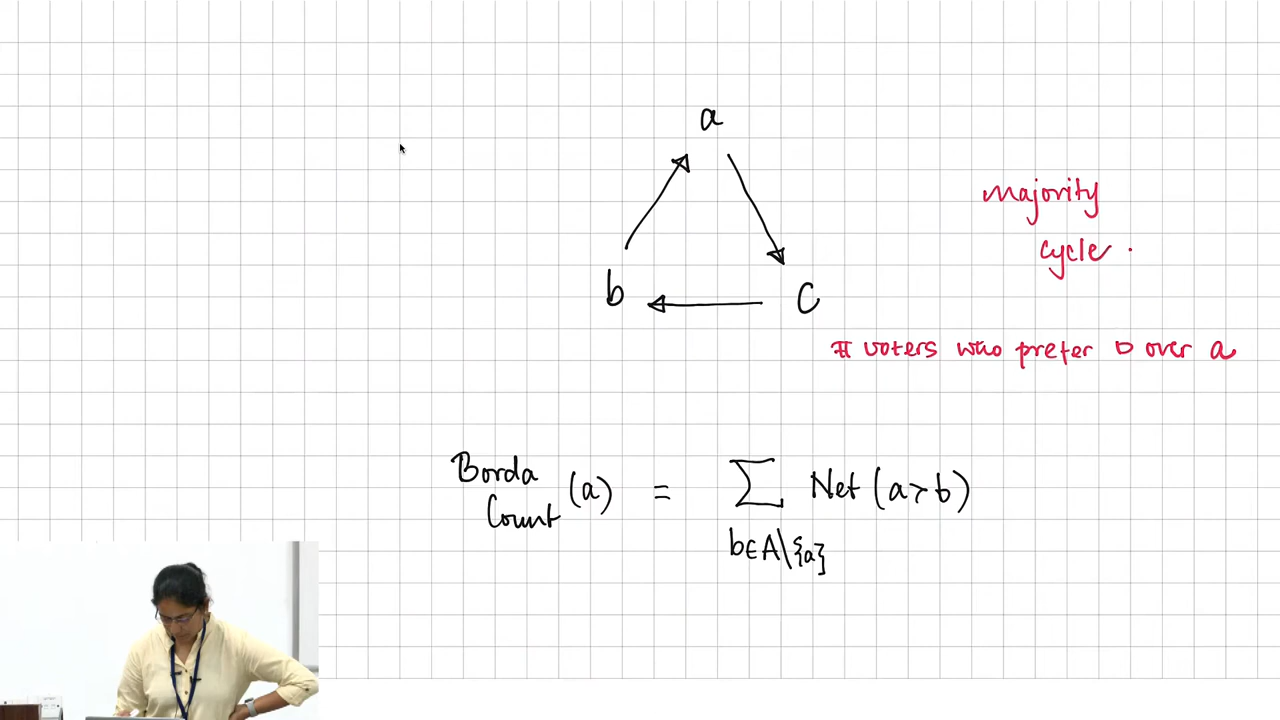 a
b
c
majority
cycle.
# voters who prefer b over a
Borda
Count (a) = ∑ Net (a>b)
b∈A\{a}